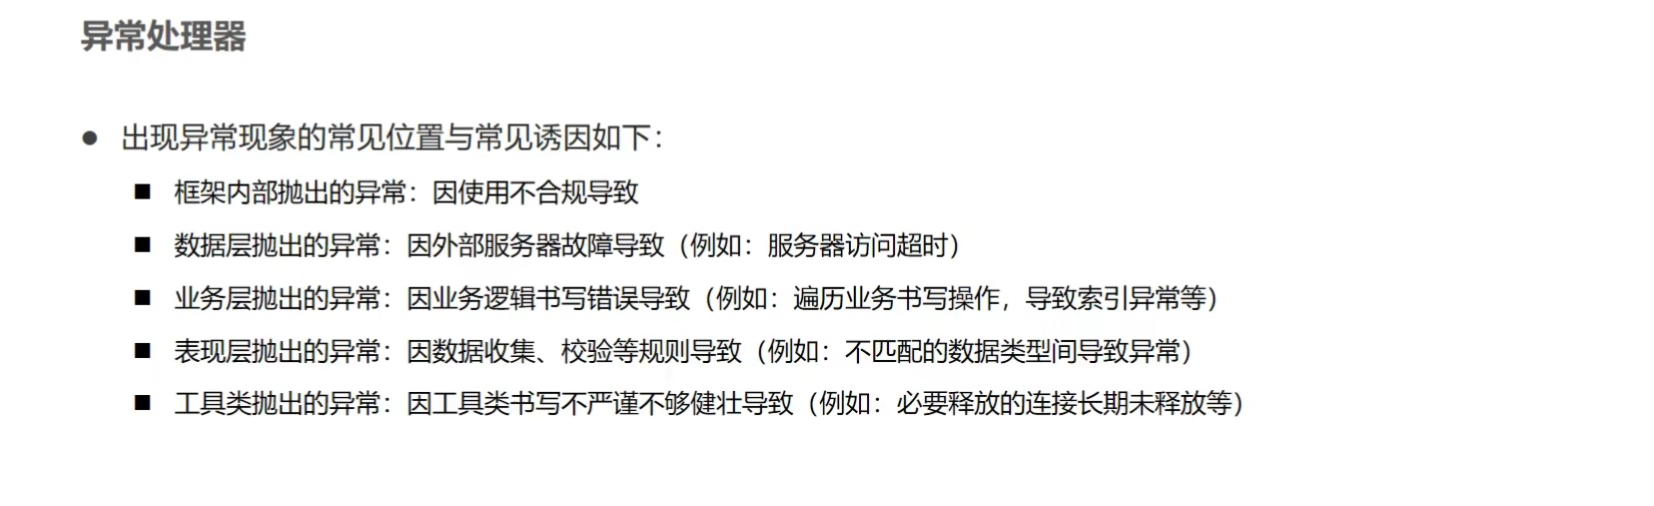 异常处理器
● 出现异常现象的常见位置与常见诱因如下：
■ 框架内部抛出的异常：因使用不合规导致
■ 数据层抛出的异常：因外部服务器故障导致（例如：服务器访问超时）
■ 业务层抛出的异常：因业务逻辑书写错误导致（例如：遍历业务书写操作，导致索引异常等）
■ 表现层抛出的异常：因数据收集、校验等规则导致（例如：不匹配的数据类型间导致异常）
■ 工具类抛出的异常：因工具类书写不严谨不够健壮导致（例如：必要释放的连接长期未释放等）